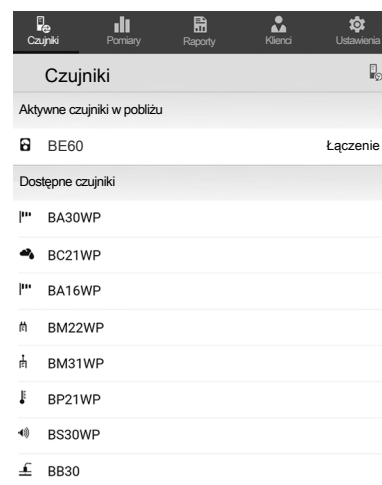 Czujniki Pomiary Raporty Klienci Ustawienia
Czujniki
Aktywne czujniki w pobliżu
BE60 Łączenie
Dostępne czujniki
BA30WP
BC21WP
BA16WP
BM22WP
BM31WP
BP21WP
BS30WP
BB30